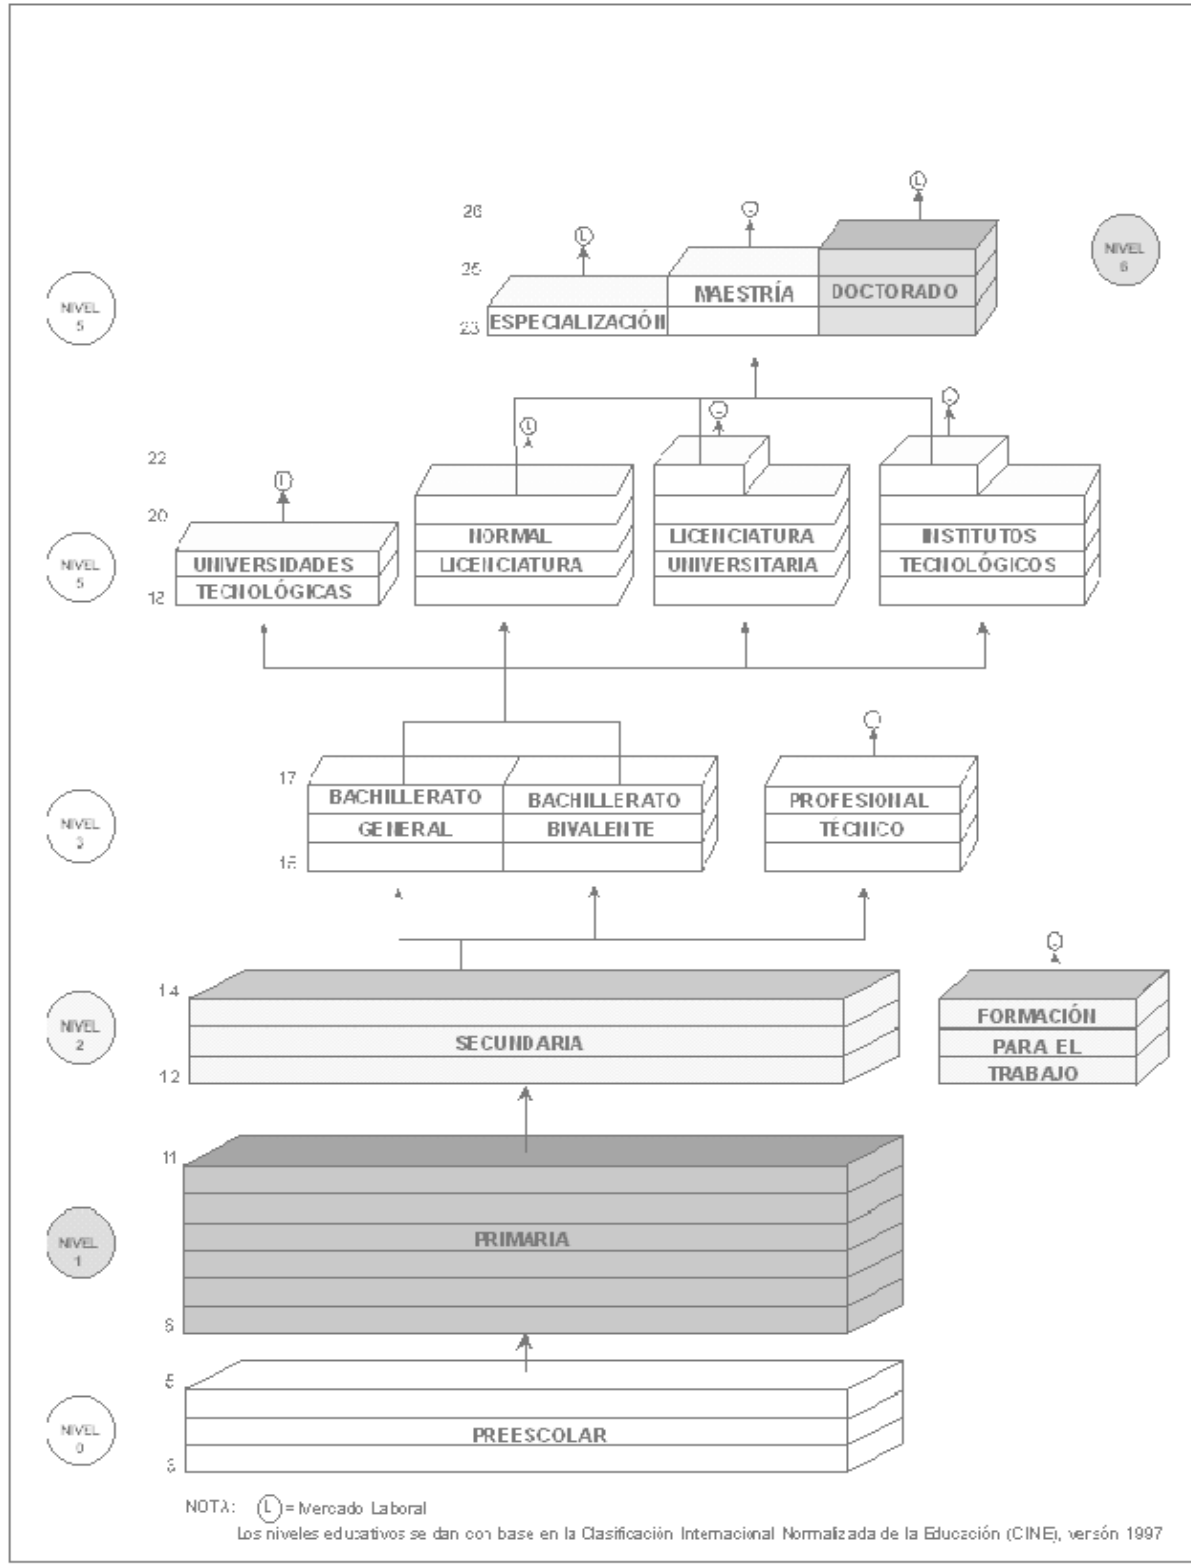 26
NIVEL
6
25
NIVEL
5
MAESTRÍA
DOCTORADO
23
ESPECIALIZACIÓN
L
L
L
22
L
20
NIVEL
5
NORMAL
LICENCIATURA
INSTITUTOS
UNIVERSIDADES
LICENCIATURA
UNIVERSITARIA
TECNOLÓGICOS
18
TECNOLÓGICAS
17
BACHILLERATO
BACHILLERATO
PROFESIONAL
NIVEL
3
GENERAL
BIVALENTE
TÉCNICO
15
14
NIVEL
2
FORMACIÓN
SECUNDARIA
PARA EL
12
TRABAJO
11
NIVEL
1
PRIMARIA
6
5
NIVEL
0
PREESCOLAR
3
NOTA: L = Mercado Laboral
Los niveles educativos se dan con base en la Clasificación Internacional Normalizada de la Educación (CINE), versón 1997